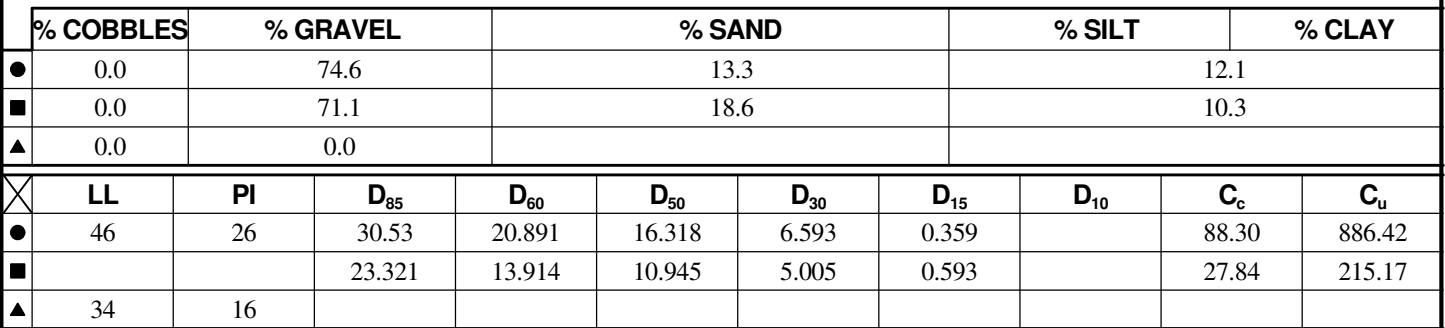 % COBBLES % GRAVEL % SAND % SILT % CLAY
● 0.0 74.6 13.3 12.1
■ 0.0 71.1 18.6 10.3
▲ 0.0 0.0
LL PI D85 D60 D50 D30 D15 D10 Cc Cu
● 46 26 30.53 20.891 16.318 6.593 0.359 88.30 886.42
■ 23.321 13.914 10.945 5.005 0.593 27.84 215.17
▲ 34 16